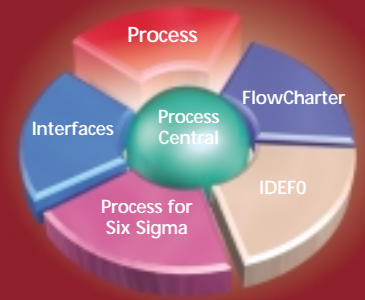 Process
FlowCharter
Process
Central
Interfaces
IDEF0
Process for
Six Sigma